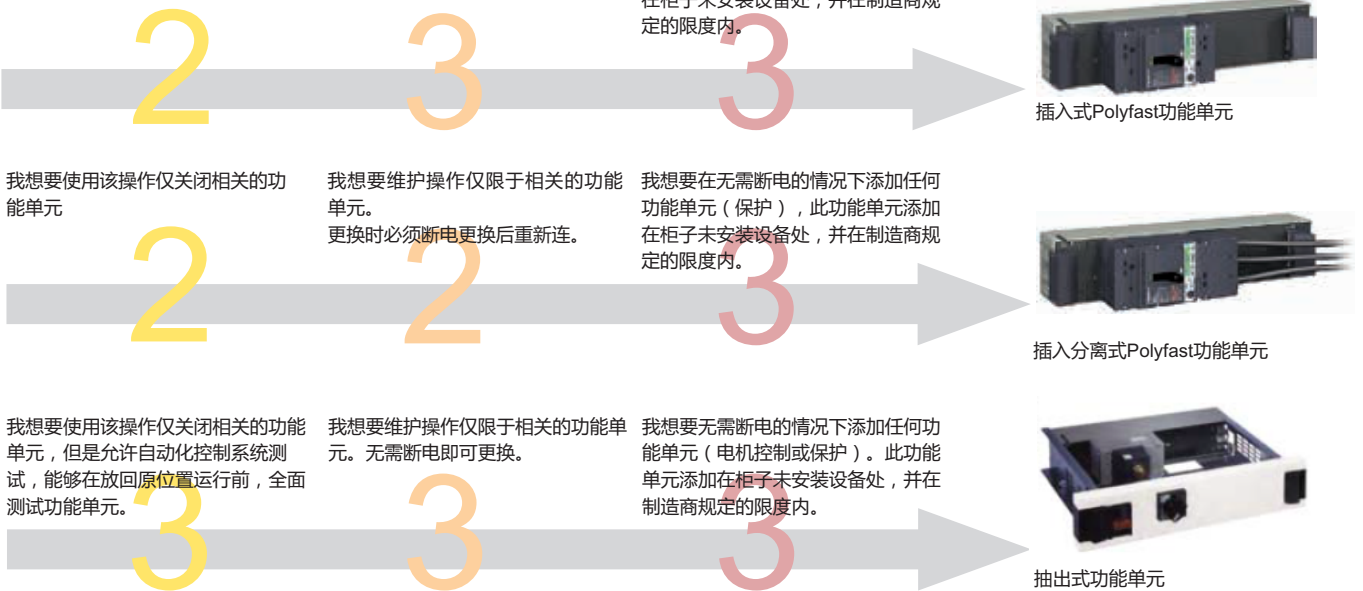 在柜子未安装设备处，并在制造商规
定的限度内。
2
3
3
插入式Polyfast功能单元
我想要使用该操作仅关闭相关的功
能单元
我想要维护操作仅限于相关的功能
单元。
更换时必须断电更换后重新连。
我想要在无需断电的情况下添加任何
功能单元（保护），此功能单元添加
在柜子未安装设备处，并在制造商规
定的限度内。
2
2
3
插入分离式Polyfast功能单元
我想要使用该操作仅关闭相关的功能
单元，但是允许自动化控制系统测
试，能够在放回原位置运行前，全面
测试功能单元。
我想要维护操作仅限于相关的功能单
元。无需断电即可更换。
我想要无需断电的情况下添加任何功
能单元（电机控制或保护）。此功能
单元添加在柜子未安装设备处，并在
制造商规定的限度内。
3
3
3
抽出式功能单元